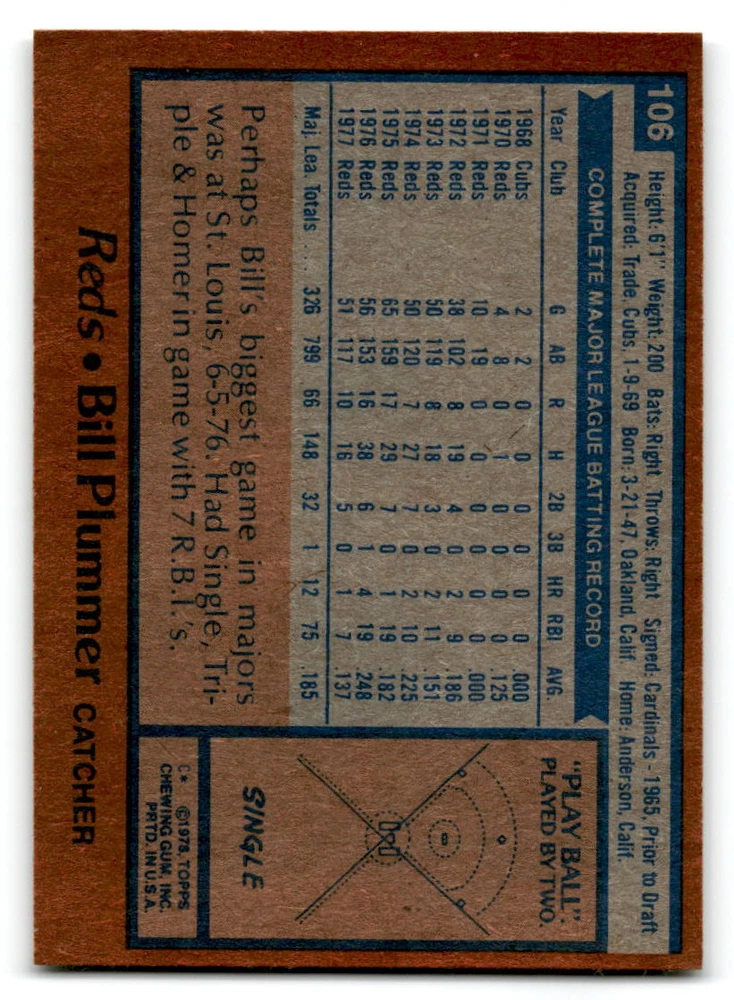 106
Height: 6'1" Weight: 200 Bats: Right Throws: Right Signed: Cardinals - 1965, Prior to Draft
Acquired: Trade, Cubs, 1-9-69 Born: 3-21-47, Oakland, Calif Home: Anderson, Calif.
COMPLETE MAJOR LEAGUE BATTING RECORD
Year Club G AB R H 2B 3B HR RBI AVG.
1968 Cubs 2 2 0 0 0 0 0 0 .000
1970 Reds 4 8 0 1 0 0 0 0 .125
1971 Reds 10 19 0 0 0 0 0 0 .000
1972 Reds 38 102 8 19 4 0 2 9 .186
1973 Reds 50 119 8 18 3 0 2 11 .151
1974 Reds 50 120 7 27 7 0 2 10 .225
1975 Reds 65 159 17 29 7 0 1 19 .182
1976 Reds 56 153 16 38 6 1 4 19 .248
1977 Reds 51 117 10 16 5 0 1 7 .137
Maj. Lea. Totals . . . 326 799 66 148 32 1 12 75 .185
Perhaps Bill's biggest game in majors
was at St. Louis, 6-5-76. Had Single, Tri-
ple & Homer in game with 7 R.B.I.'s.
"PLAY BALL"
PLAYED BY TWO.
SINGLE
C* ©1978, TOPPS
CHEWING GUM, INC.
PRTD. IN U.S.A.
Reds • Bill Plummer CATCHER